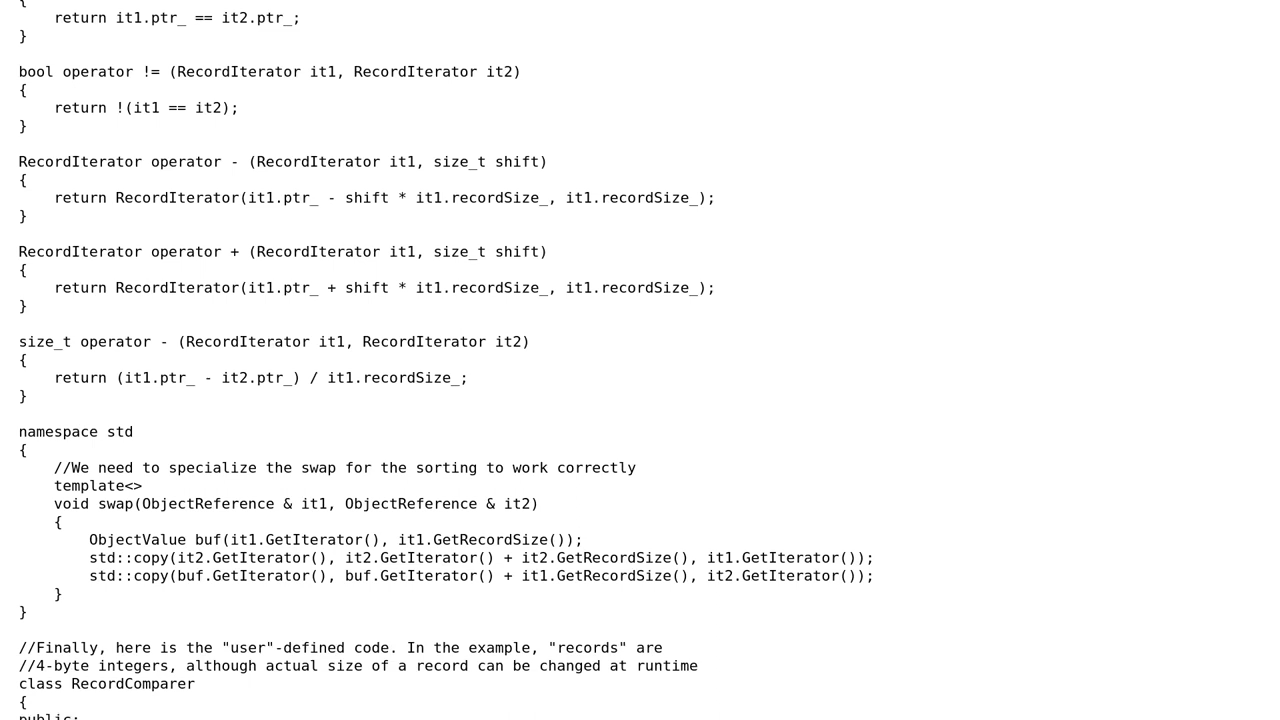 {
    return it1.ptr_ == it2.ptr_;
}

bool operator != (RecordIterator it1, RecordIterator it2)
{
    return !(it1 == it2);
}

RecordIterator operator - (RecordIterator it1, size_t shift)
{
    return RecordIterator(it1.ptr_ - shift * it1.recordSize_, it1.recordSize_);
}

RecordIterator operator + (RecordIterator it1, size_t shift)
{
    return RecordIterator(it1.ptr_ + shift * it1.recordSize_, it1.recordSize_);
}

size_t operator - (RecordIterator it1, RecordIterator it2)
{
    return (it1.ptr_ - it2.ptr_) / it1.recordSize_;
}

namespace std
{
    //We need to specialize the swap for the sorting to work correctly
    template<>
    void swap(ObjectReference & it1, ObjectReference & it2)
    {
        ObjectValue buf(it1.GetIterator(), it1.GetRecordSize());
        std::copy(it2.GetIterator(), it2.GetIterator() + it2.GetRecordSize(), it1.GetIterator());
        std::copy(buf.GetIterator(), buf.GetIterator() + it1.GetRecordSize(), it2.GetIterator());
    }
}

//Finally, here is the "user"-defined code. In the example, "records" are
//4-byte integers, although actual size of a record can be changed at runtime
class RecordComparer
{
public: